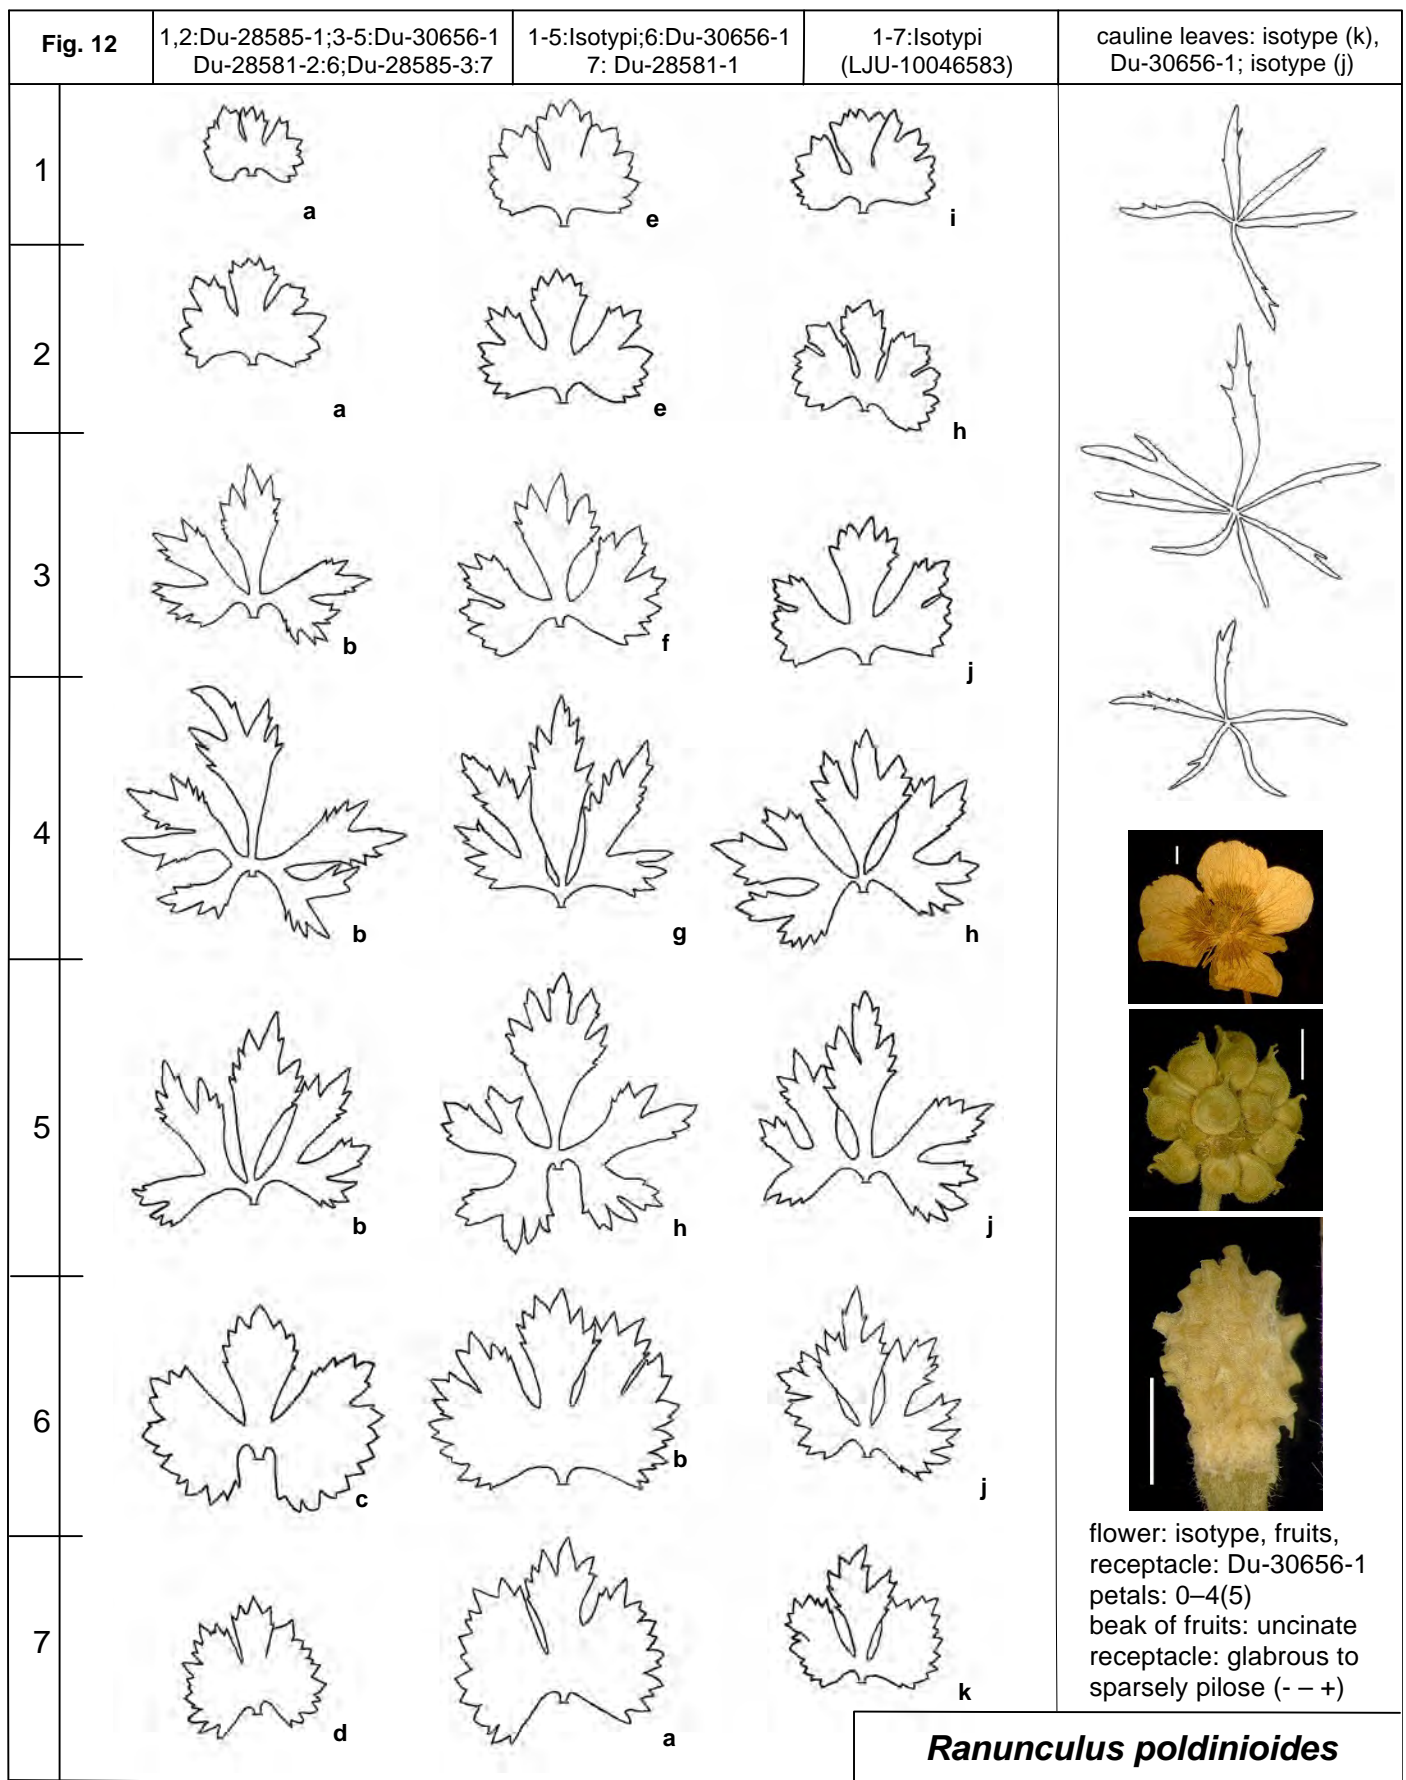 Fig. 12
1,2:Du-28585-1;3-5:Du-30656-1
Du-28581-2:6;Du-28585-3:7
1-5:Isotypi;6:Du-30656-1
7: Du-28581-1
1-7:Isotypi
(LJU-10046583)
cauline leaves: isotype (k),
Du-30656-1; isotype (j)
1
a
e
i
2
a
e
h
3
b
f
j
4
b
g
h
5
b
h
j
6
c
b
j
7
d
a
k
flower: isotype, fruits,
receptacle: Du-30656-1
petals: 0–4(5)
beak of fruits: uncinate
receptacle: glabrous to
sparsely pilose (- – +)
Ranunculus poldinioides